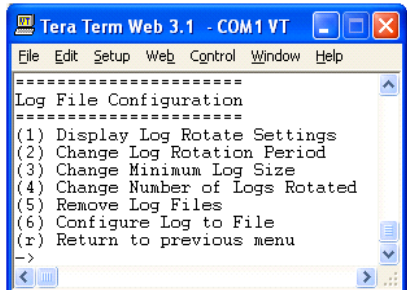 Tera Term Web 3.1 - COM1 VT
File Edit Setup Web Control Window Help
=======================
Log File Configuration
=======================
(1) Display Log Rotate Settings
(2) Change Log Rotation Period
(3) Change Minimum Log Size
(4) Change Number of Logs Rotated
(5) Remove Log Files
(6) Configure Log to File
(r) Return to previous menu
->